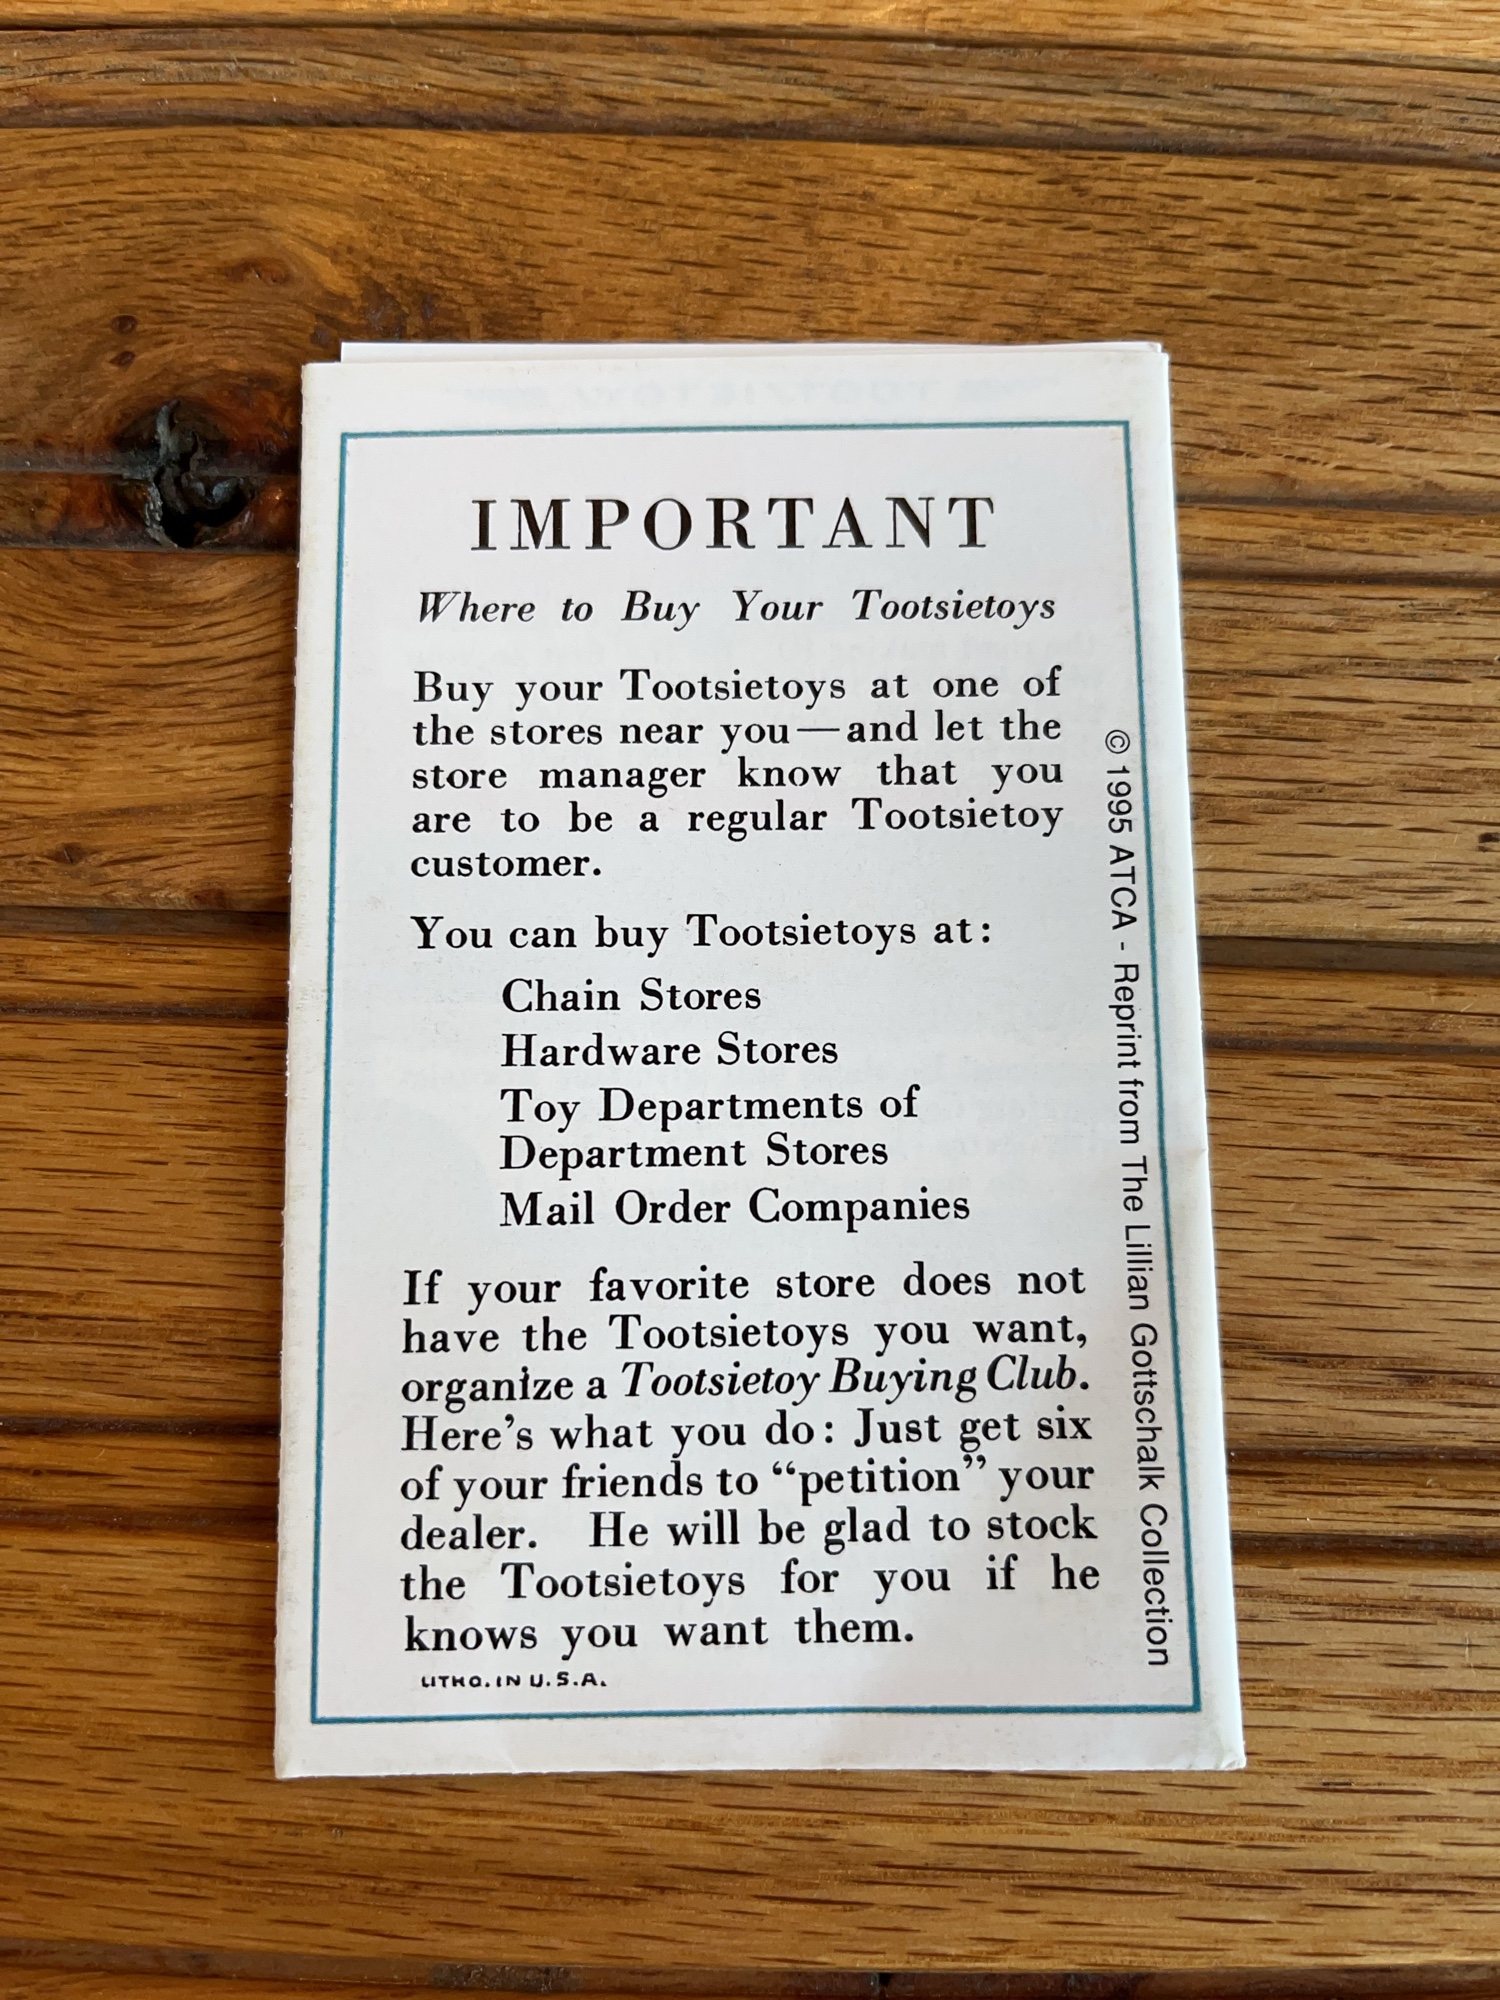 IMPORTANT
Where to Buy Your Tootsietoys
Buy your Tootsietoys at one of
the stores near you—and let the
store manager know that you
are to be a regular Tootsietoy
customer.
You can buy Tootsietoys at:
Chain Stores
Hardware Stores
Toy Departments of
Department Stores
Mail Order Companies
If your favorite store does not
have the Tootsietoys you want,
organize a Tootsietoy Buying Club.
Here's what you do: Just get six
of your friends to “petition” your
dealer. He will be glad to stock
the Tootsietoys for you if he
knows you want them.
LITHO. IN U.S.A.
© 1995 ATCA - Reprint from The Lillian Gottschalk Collection